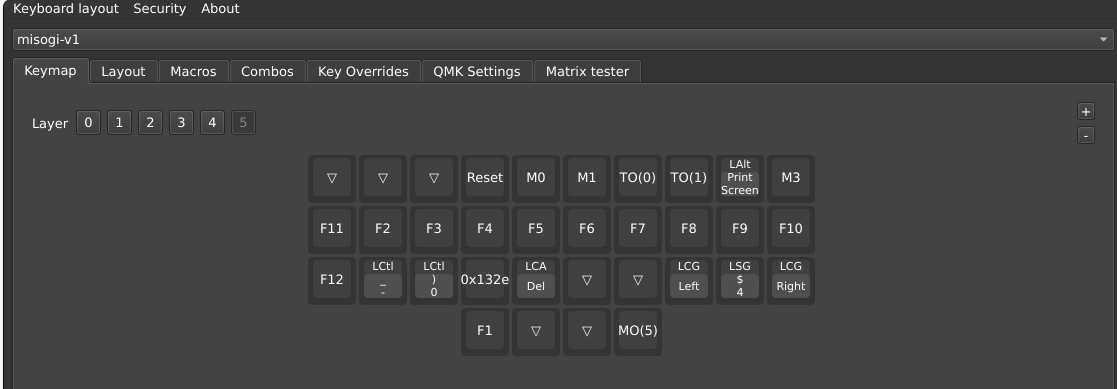 Keyboard layout Security About
misogi-v1
Keymap Layout Macros Combos Key Overrides QMK Settings Matrix tester
Layer 0 1 2 3 4 5
+
-
▽ ▽ ▽ Reset M0 M1 TO(0) TO(1) LAlt Print Screen M3
F11 F2 F3 F4 F5 F6 F7 F8 F9 F10
F12 LCtl _ - LCtl ) 0 0x132e LCA Del ▽ ▽ LCG Left LSG $ 4 LCG Right
F1 ▽ ▽ MO(5)